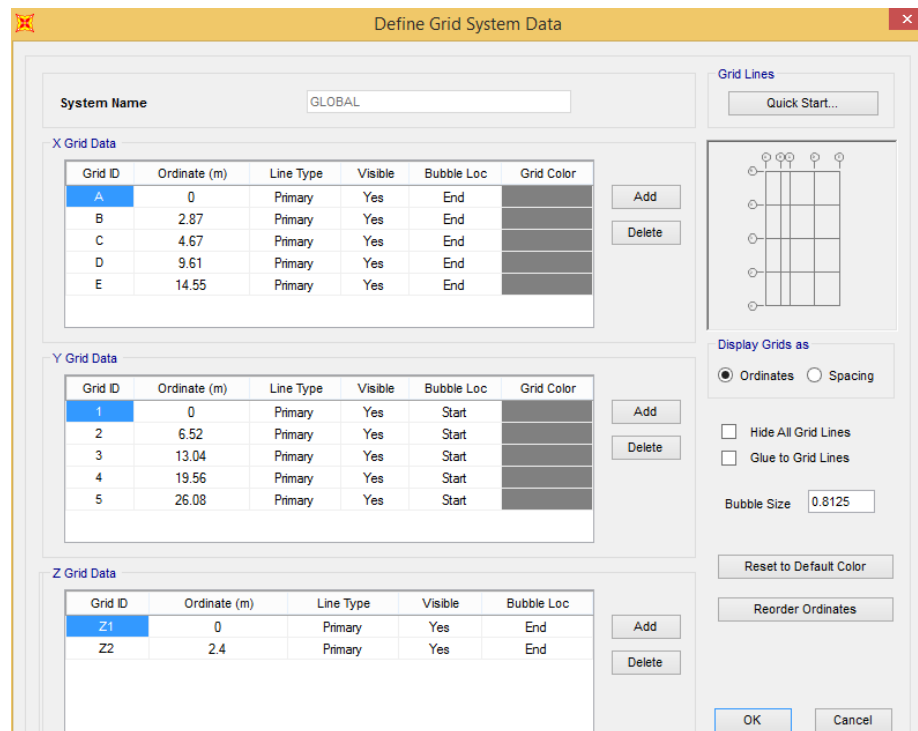 Define Grid System Data
Grid Lines
System Name GLOBAL
Quick Start...
X Grid Data
Grid ID Ordinate (m) Line Type Visible Bubble Loc Grid Color
A 0 Primary Yes End
Add
B 2.87 Primary Yes End
C 4.67 Primary Yes End
Delete
D 9.61 Primary Yes End
E 14.55 Primary Yes End
Display Grids as
Ordinates Spacing
Y Grid Data
Grid ID Ordinate (m) Line Type Visible Bubble Loc Grid Color
1 0 Primary Yes Start
Add
2 6.52 Primary Yes Start
3 13.04 Primary Yes Start
Delete
4 19.56 Primary Yes Start
5 26.08 Primary Yes Start
Hide All Grid Lines
Glue to Grid Lines
Bubble Size 0.8125
Z Grid Data
Grid ID Ordinate (m) Line Type Visible Bubble Loc
Z1 0 Primary Yes End
Add
Z2 2.4 Primary Yes End
Delete
Reset to Default Color
Reorder Ordinates
OK Cancel